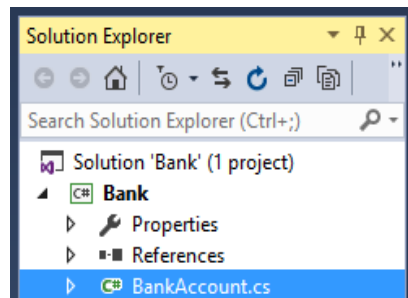 Solution Explorer
Search Solution Explorer (Ctrl+;)
Solution 'Bank' (1 project)
C# Bank
Properties
References
C# BankAccount.cs